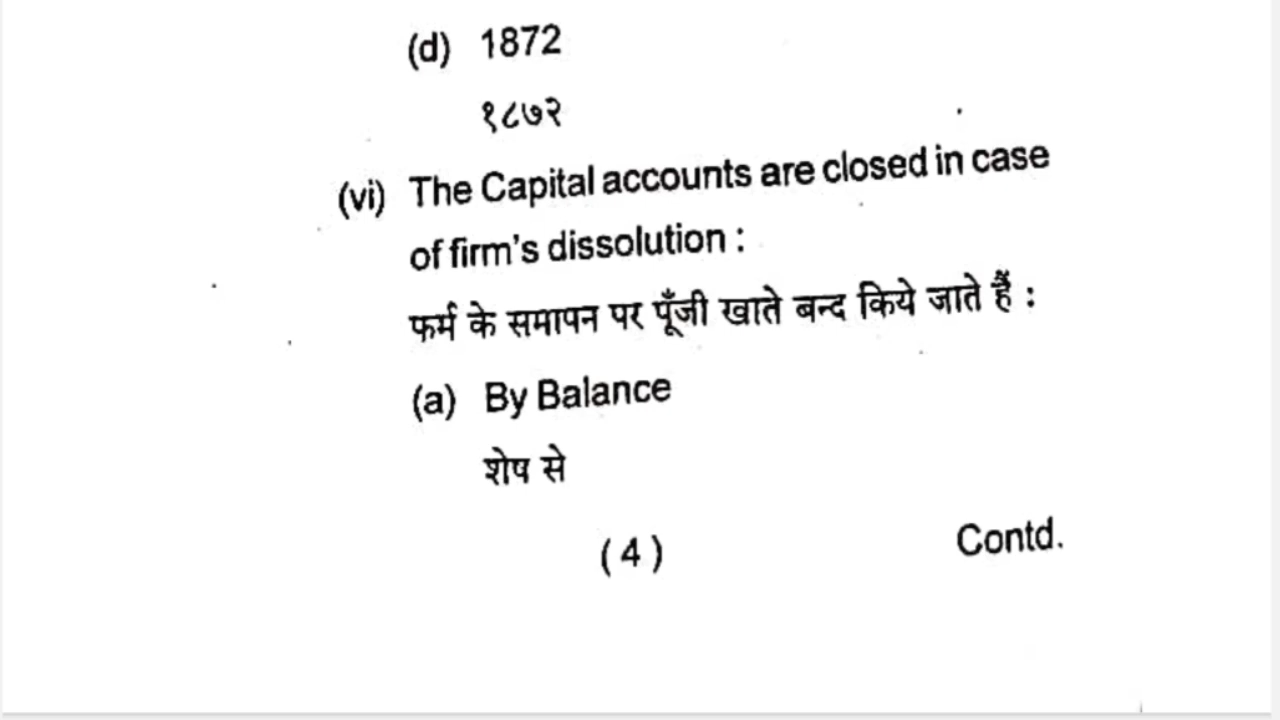 (d) 1872
१८७२
(vi) The Capital accounts are closed in case
of firm's dissolution :
फर्म के समापन पर पूँजी खाते बन्द किये जाते हैं :
(a) By Balance
शेष से
( 4 )
Contd.